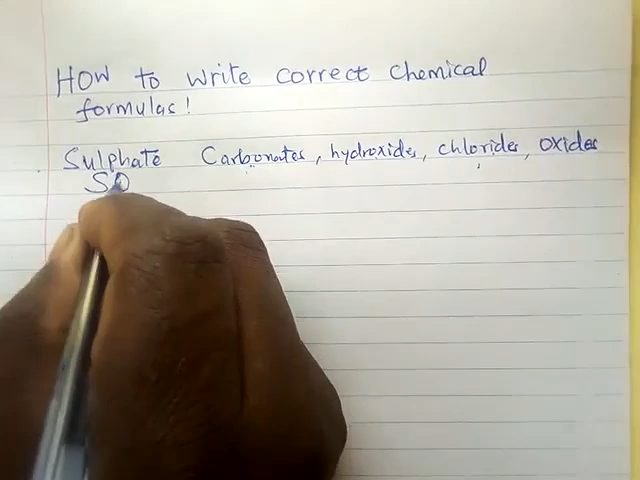 How to write correct chemical
formulas!
Sulphate Carbonates, hydroxides, chlorides, oxides
SO